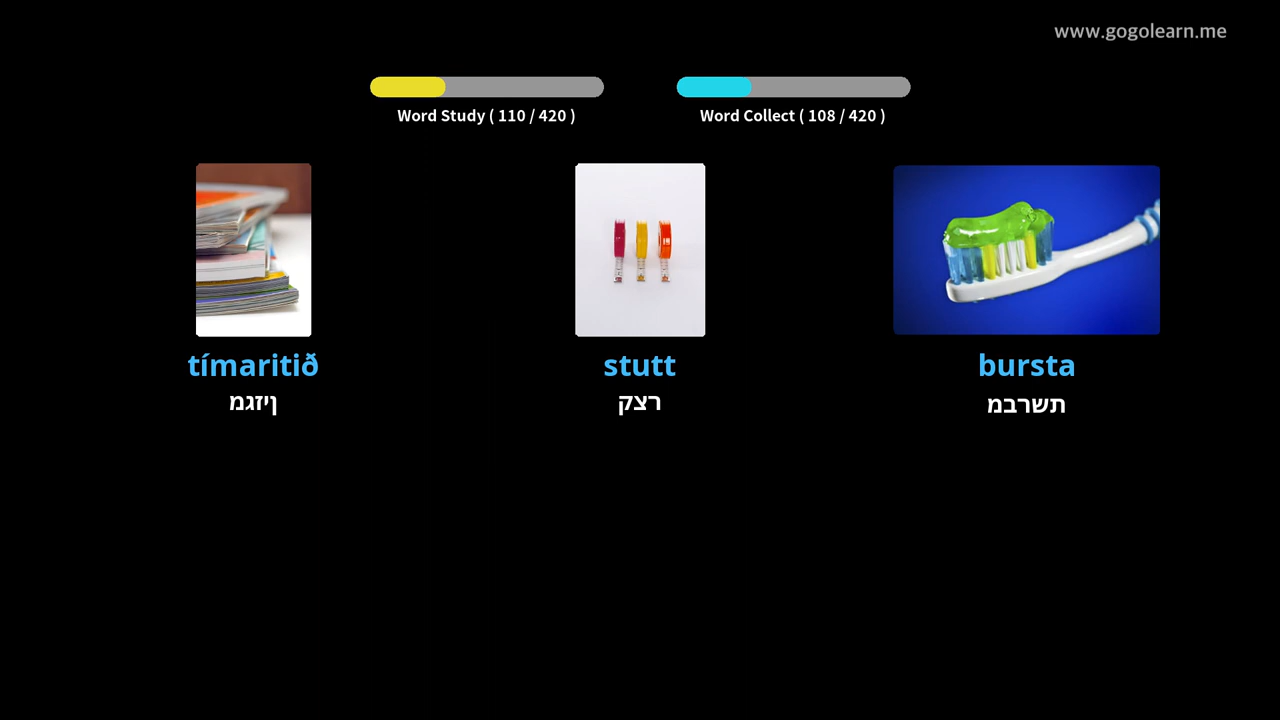 www.gogolearn.me
Word Study ( 110 / 420 )
Word Collect ( 108 / 420 )
tímaritið
ןיזגמ
stutt
רצק
bursta
תשרבמ